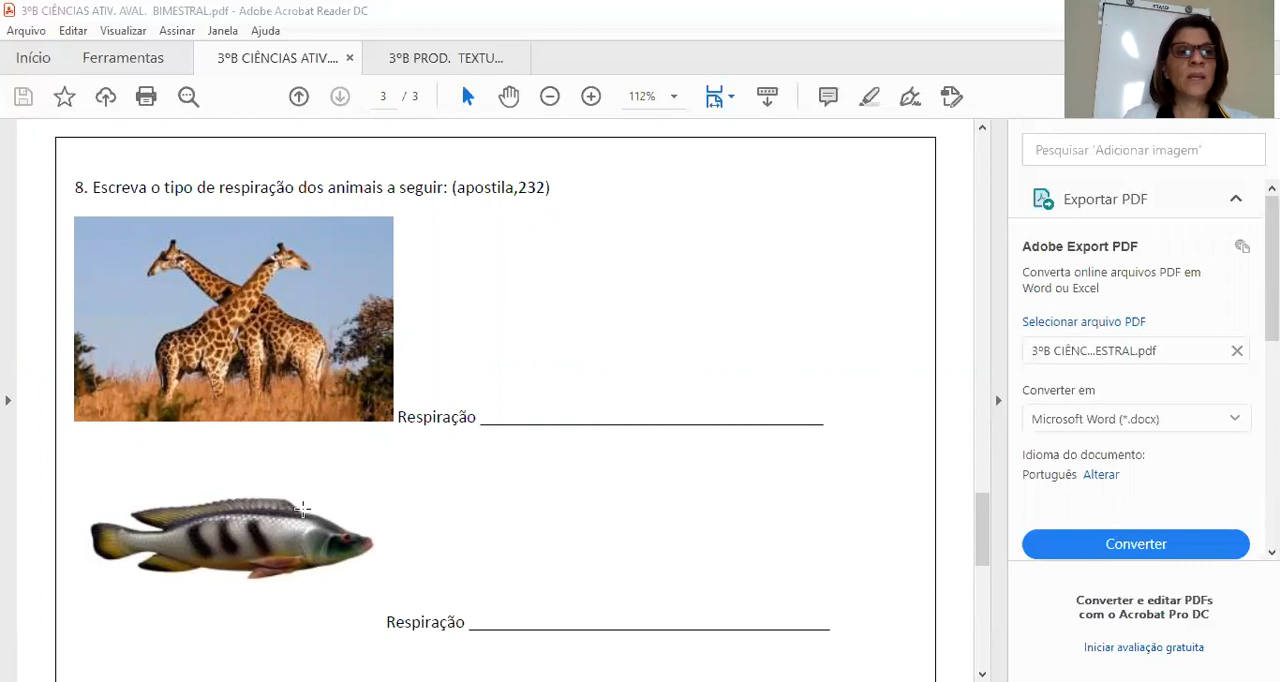 3ºB CIÊNCIAS ATIV. AVAL. BIMESTRAL.pdf - Adobe Acrobat Reader DC
Arquivo Editar Visualizar Assinar Janela Ajuda
Início Ferramentas 3ºB CIÊNCIAS ATIV.... × 3ºB PROD. TEXTU...
3 / 3 112%
Pesquisar 'Adicionar imagem'
8. Escreva o tipo de respiração dos animais a seguir: (apostila,232)
Respiração ____________________
Respiração ____________________
Exportar PDF
Adobe Export PDF
Converta online arquivos PDF em
Word ou Excel
Selecionar arquivo PDF
3ºB CIÊNC...ESTRAL.pdf
Converter em
Microsoft Word (*.docx)
Idioma do documento:
Português Alterar
Converter
Converter e editar PDFs
com o Acrobat Pro DC
Iniciar avaliação gratuita